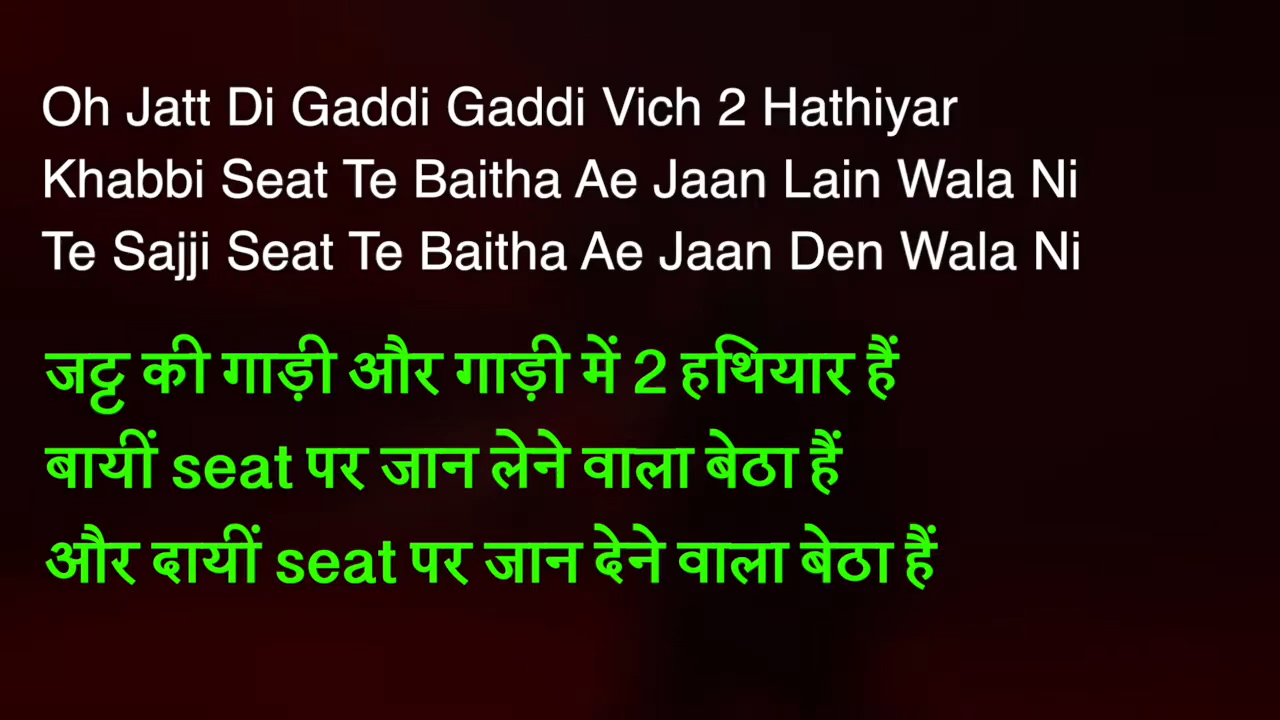 Oh Jatt Di Gaddi Gaddi Vich 2 Hathiyar
Khabbi Seat Te Baitha Ae Jaan Lain Wala Ni
Te Sajji Seat Te Baitha Ae Jaan Den Wala Ni
जट्ट की गाड़ी और गाड़ी में 2 हथियार हैं
बायीं seat पर जान लेने वाला बेठा हैं
और दायीं seat पर जान देने वाला बेठा हैं